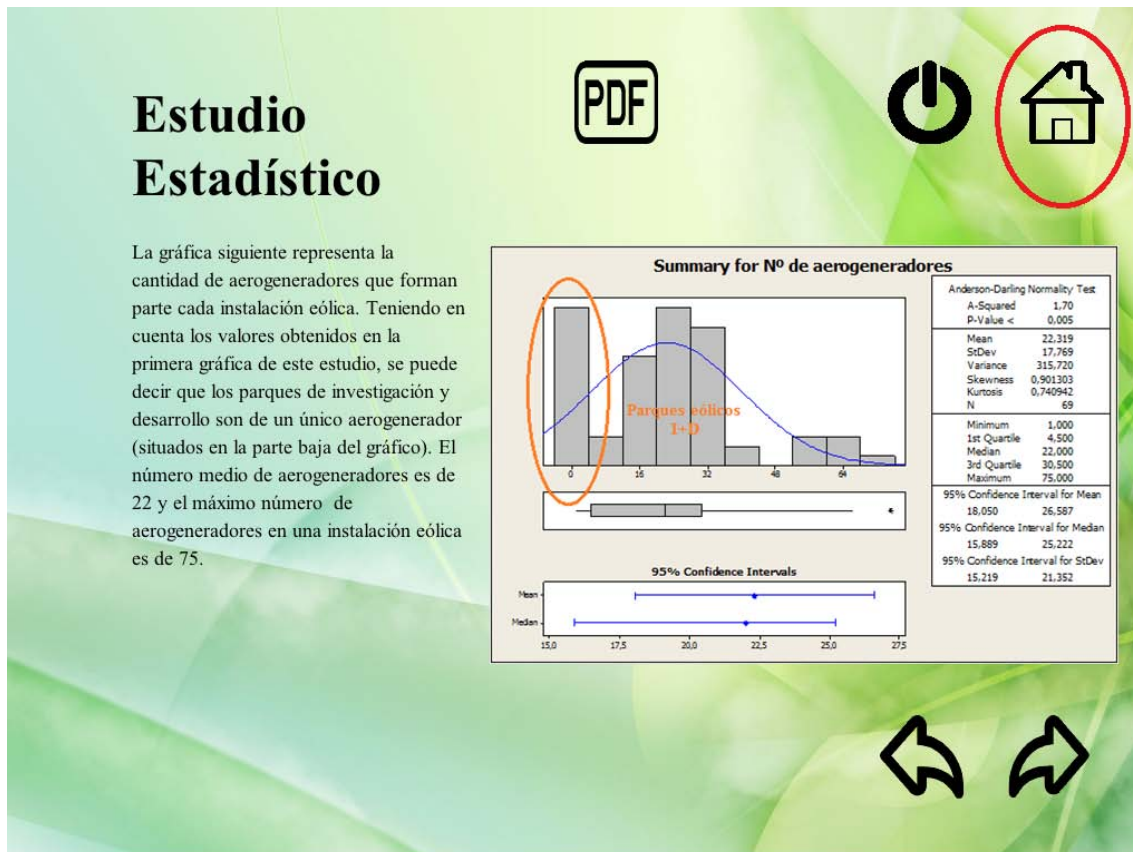 PDF
Estudio
Estadístico
La gráfica siguiente representa la
cantidad de aerogeneradores que forman
parte cada instalación eólica. Teniendo en
cuenta los valores obtenidos en la
primera gráfica de este estudio, se puede
decir que los parques de investigación y
desarrollo son de un único aerogenerador
(situados en la parte baja del gráfico). El
número medio de aerogeneradores es de
22 y el máximo número de
aerogeneradores en una instalación eólica
es de 75.
Summary for Nº de aerogeneradores
Parques eólicos
I+D
0 16 32 48 64
95% Confidence Intervals
Mean
Median
15,0 17,5 20,0 22,5 25,0 27,5
Anderson-Darling Normality Test
A-Squared 1,70
P-Value < 0,005
Mean 22,319
StDev 17,769
Variance 315,720
Skewness 0,901303
Kurtosis 0,740942
N 69
Minimum 1,000
1st Quartile 4,500
Median 22,000
3rd Quartile 30,500
Maximum 75,000
95% Confidence Interval for Mean
18,050 26,587
95% Confidence Interval for Median
15,889 25,222
95% Confidence Interval for StDev
15,219 21,352